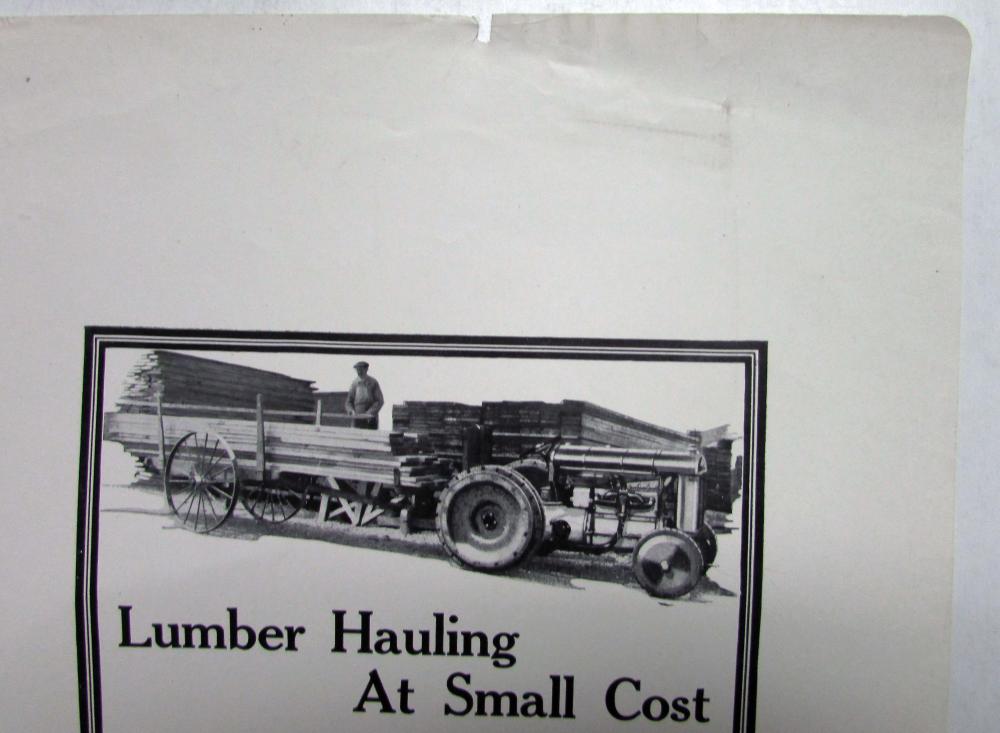 Lumber Hauling
At Small Cost